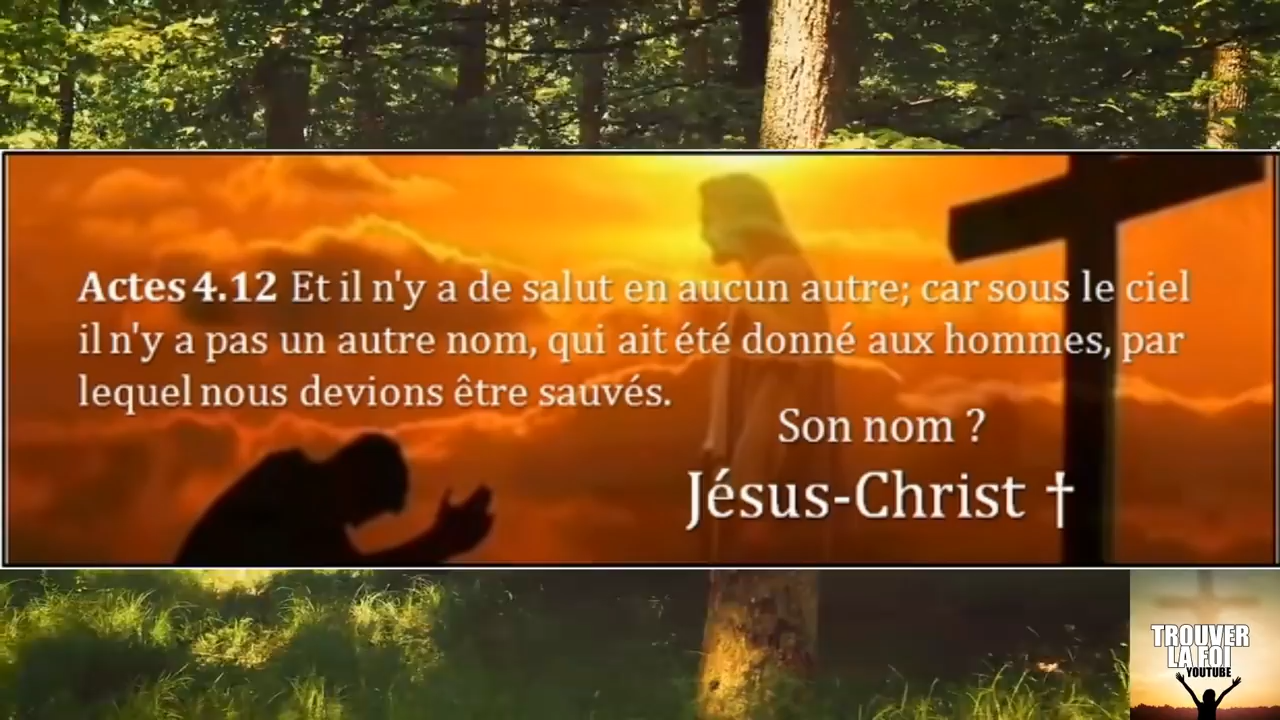 Actes 4.12 Et il n'y a de salut en aucun autre; car sous le ciel
il n'y a pas un autre nom, qui ait été donné aux hommes, par
lequel nous devions être sauvés.
Son nom ?
Jésus-Christ †
TROUVER
LA FOI
YOUTUBE